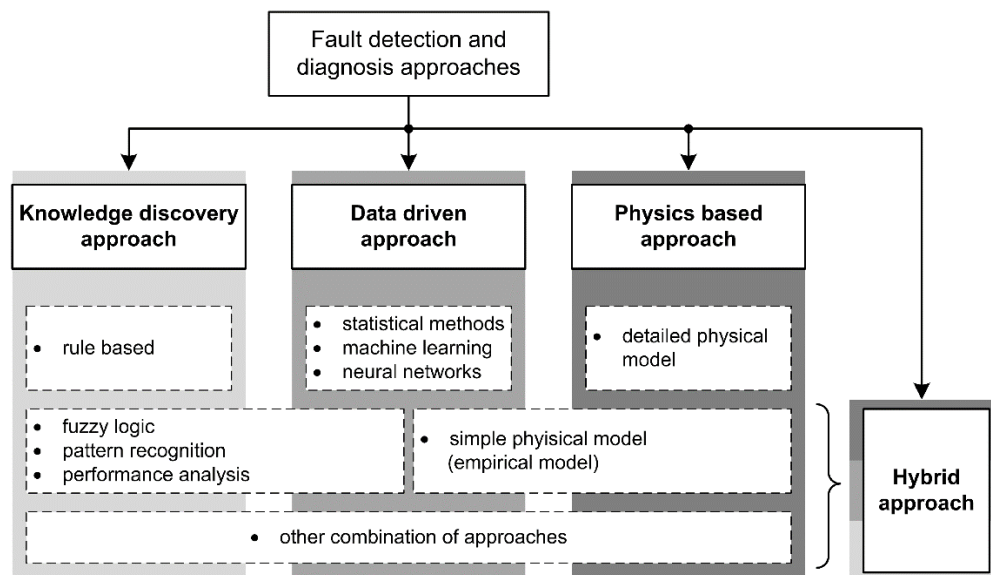 Fault detection and
diagnosis approaches
Knowledge discovery
approach
Data driven
approach
Physics based
approach
• rule based
• statistical methods
• machine learning
• neural networks
• detailed physical
model
• fuzzy logic
• pattern recognition
• performance analysis
• simple phyisical model
(empirical model)
• other combination of approaches
Hybrid
approach